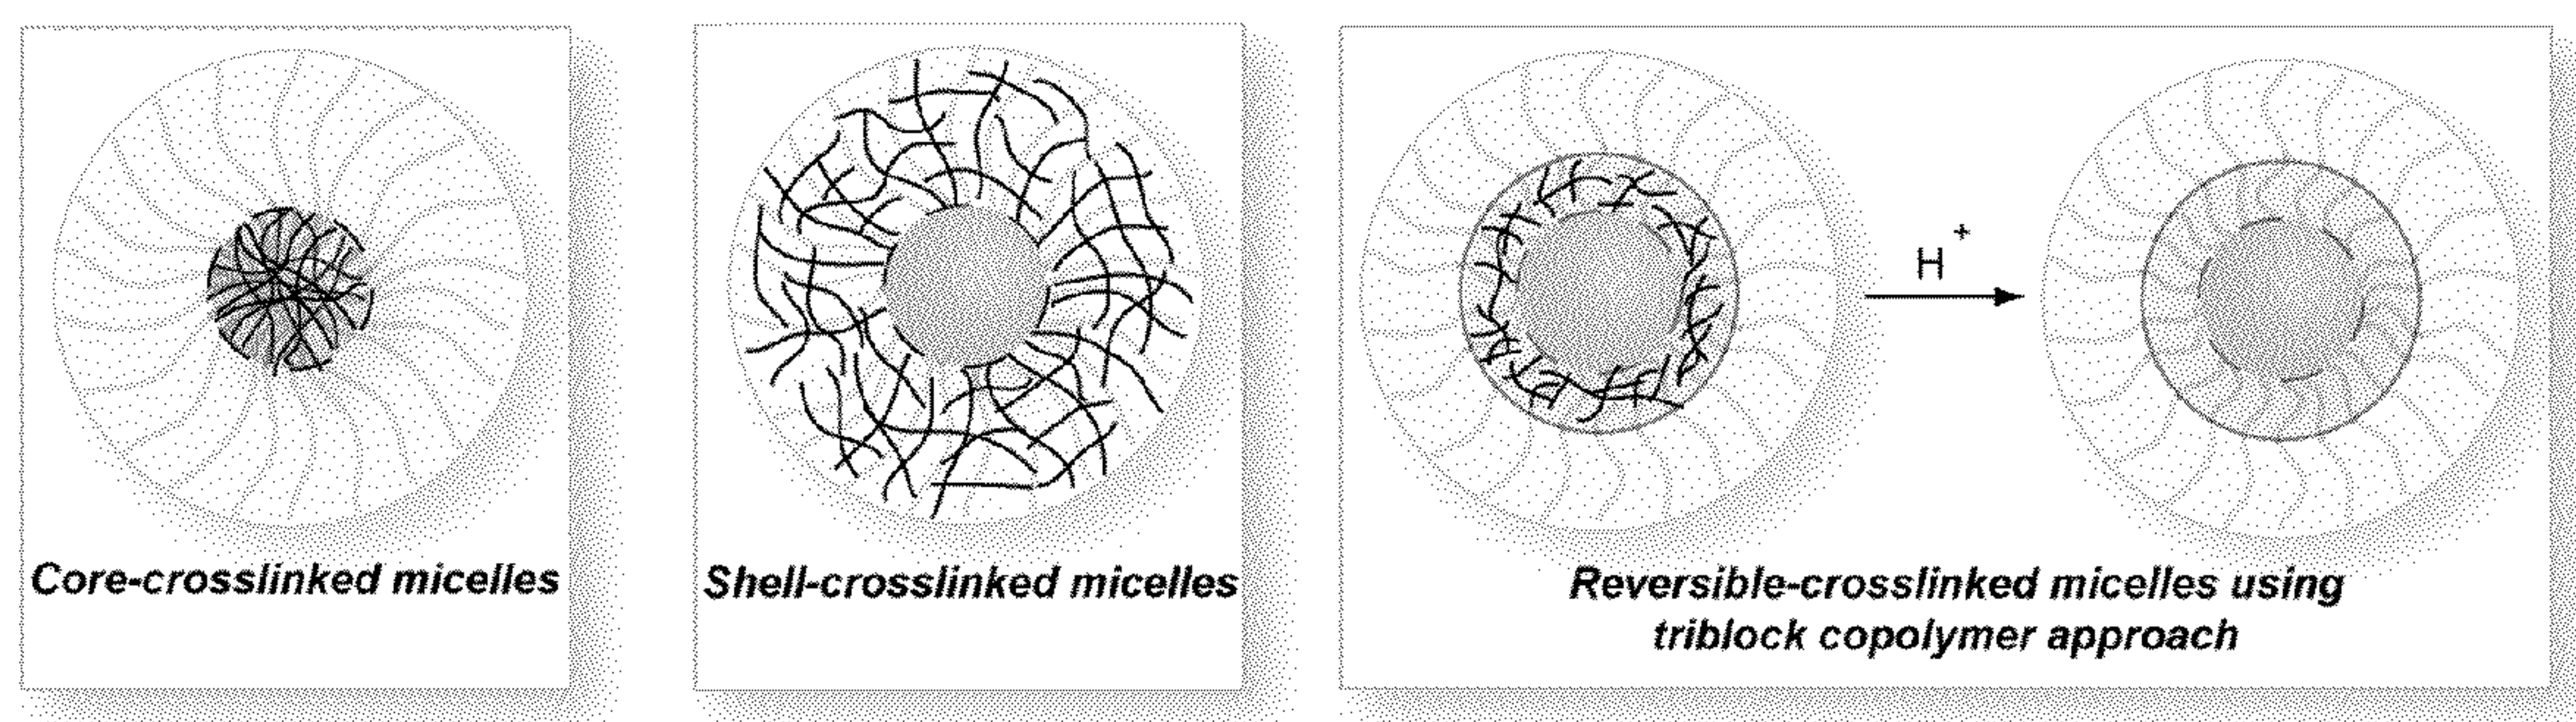 Core-crosslinked micelles
Shell-crosslinked micelles
H+
Reversible-crosslinked micelles using
triblock copolymer approach